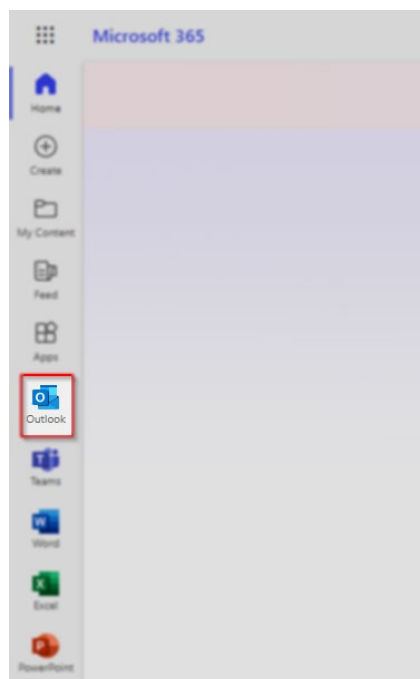 Microsoft 365
Home
Create
My Content
Feed
Apps
Outlook
Teams
Word
Excel
PowerPoint